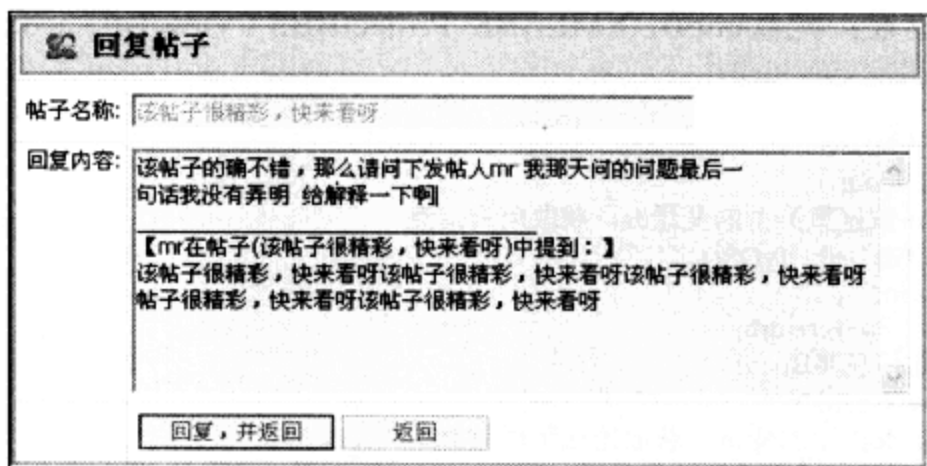 回复帖子
帖子名称: 该帖子很精彩，快来看呀
回复内容: 该帖子的确不错，那么请问下发帖人mr 我那天问的问题最后一
句话我没有弄明 给解释一下啊
【mr在帖子(该帖子很精彩，快来看呀)中提到：】
该帖子很精彩，快来看呀该帖子很精彩，快来看呀该帖子很精彩，快来看呀
帖子很精彩，快来看呀该帖子很精彩，快来看呀
回复，并返回 返回